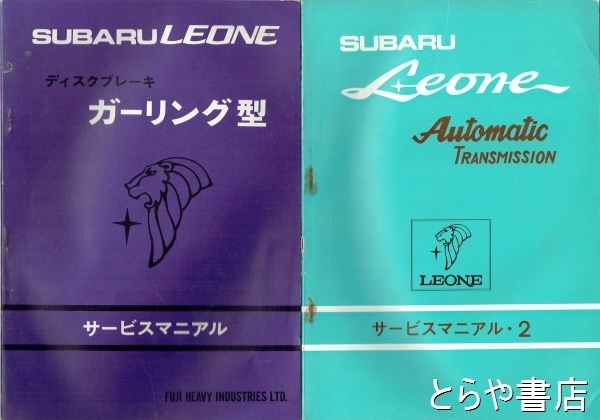 SUBARU LEONE
ディスクブレーキ
ガーリング型
サービスマニアル
FUJI HEAVY INDUSTRIES LTD.
SUBARU
Leone
Automatic
TRANSMISSION
LEONE
サービスマニアル・2
とらや書店